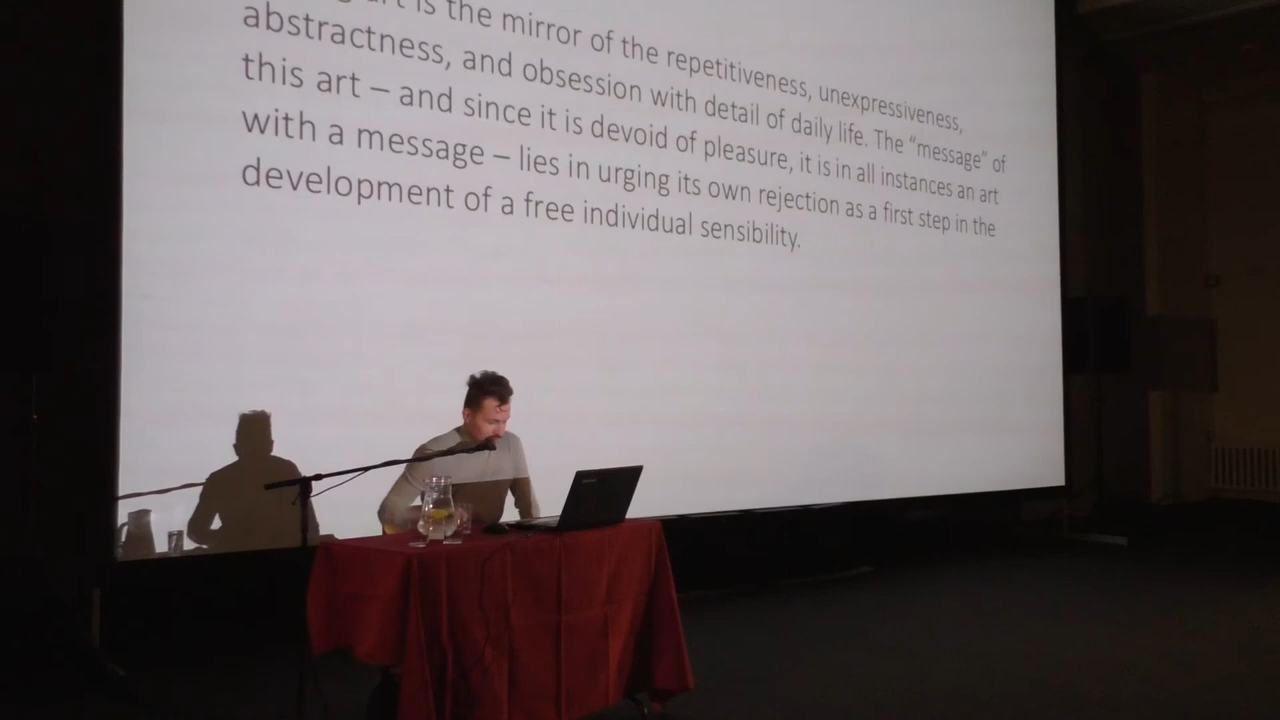 is the mirror of the repetitiveness, unexpressiveness,
abstractness, and obsession with detail of daily life. The “message” of
this art – and since it is devoid of pleasure, it is in all instances an art
with a message – lies in urging its own rejection as a first step in the
development of a free individual sensibility.